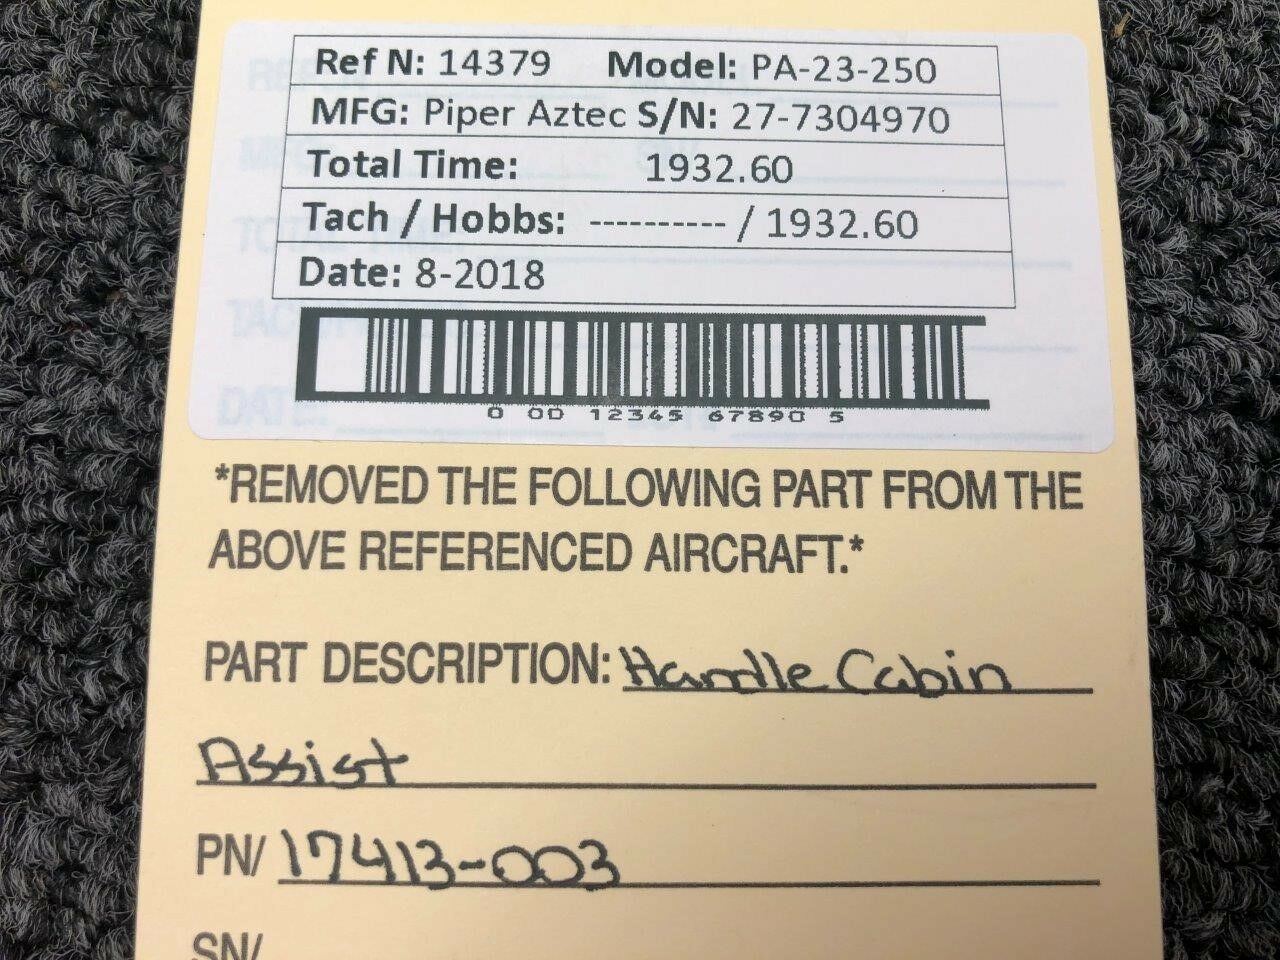 Ref N: 14379 Model: PA-23-250
MFG: Piper Aztec S/N: 27-7304970
Total Time: 1932.60
Tach / Hobbs: ---------- / 1932.60
Date: 8-2018
0 00 12345 67890 5
*REMOVED THE FOLLOWING PART FROM THE
ABOVE REFERENCED AIRCRAFT.*
PART DESCRIPTION: Handle Cabin
Assist
PN/ 17413-003
SN/